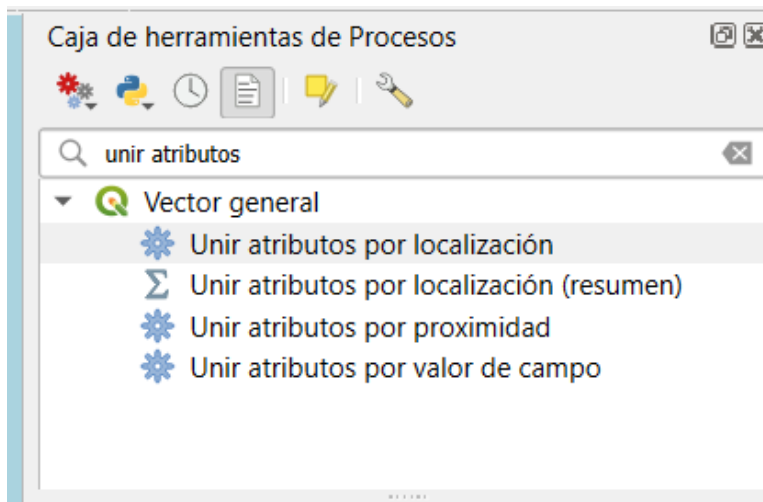 Caja de herramientas de Procesos
unir atributos
Vector general
Unir atributos por localización
Unir atributos por localización (resumen)
Unir atributos por proximidad
Unir atributos por valor de campo